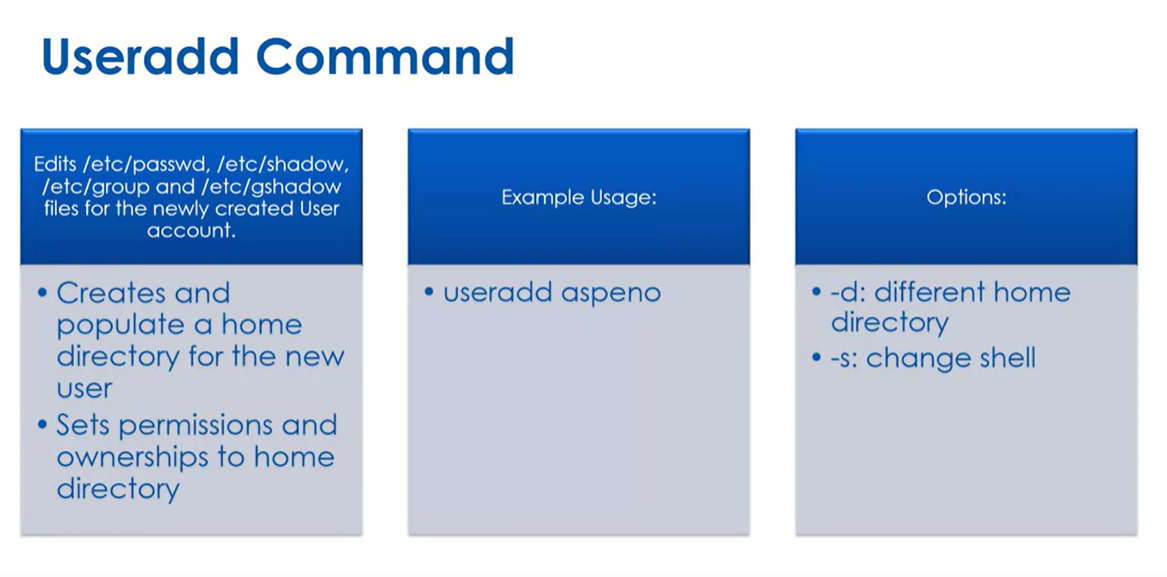 Useradd Command
Edits /etc/passwd, /etc/shadow,
/etc/group and /etc/gshadow
files for the newly created User
account.
• Creates and
populate a home
directory for the new
user
• Sets permissions and
ownerships to home
directory
Example Usage:
• useradd aspeno
Options:
• -d: different home
directory
• -s: change shell